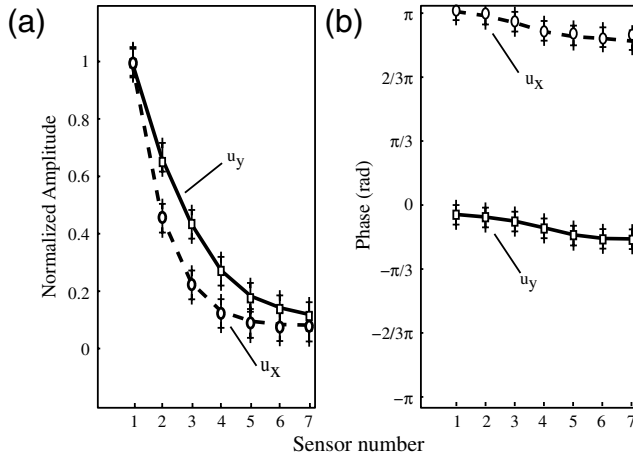 (a)
Normalized Amplitude
1
0.8
0.6
0.4
0.2
0
u_y
u_x
1 2 3 4 5 6 7
(b)
Phase (rad)
π
2/3π
π/3
0
−π/3
−2/3π
−π
u_x
u_y
1 2 3 4 5 6 7
Sensor number